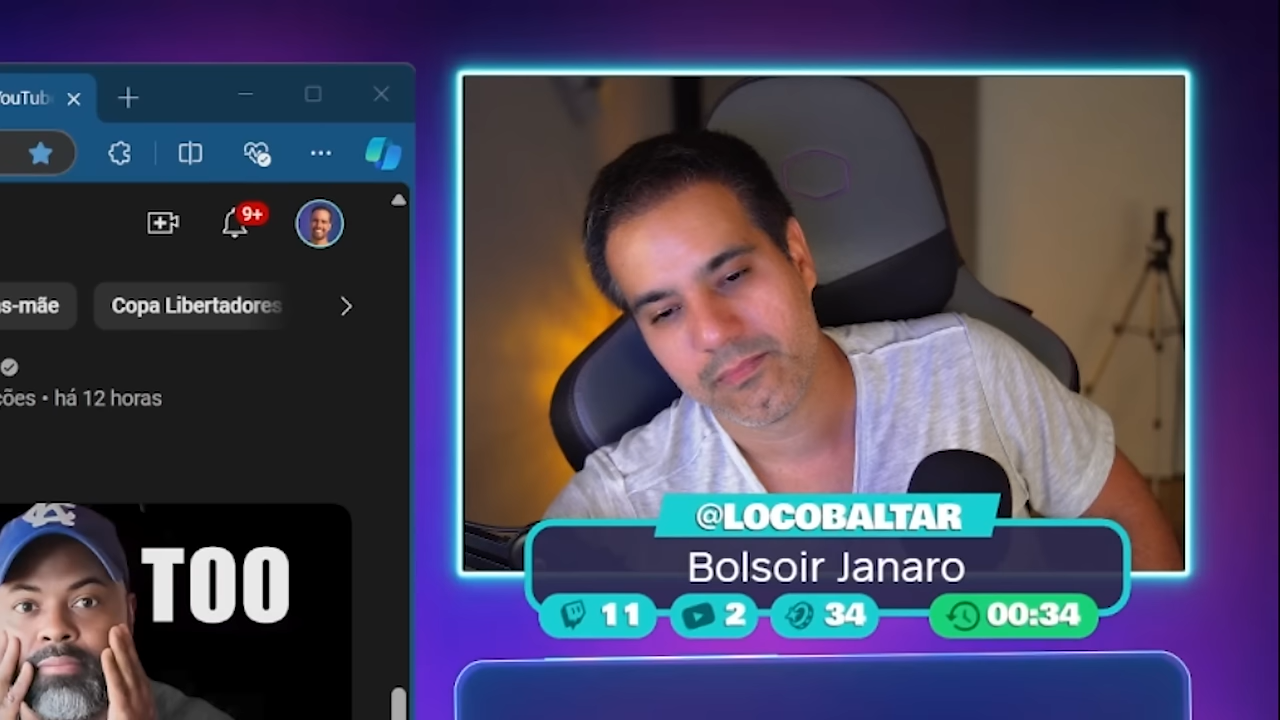 YouTub
9+
s-mãe
Copa Libertadores
ções • há 12 horas
TOO
@LOCOBALTAR
Bolsoir Janaro
11
2
34
00:34